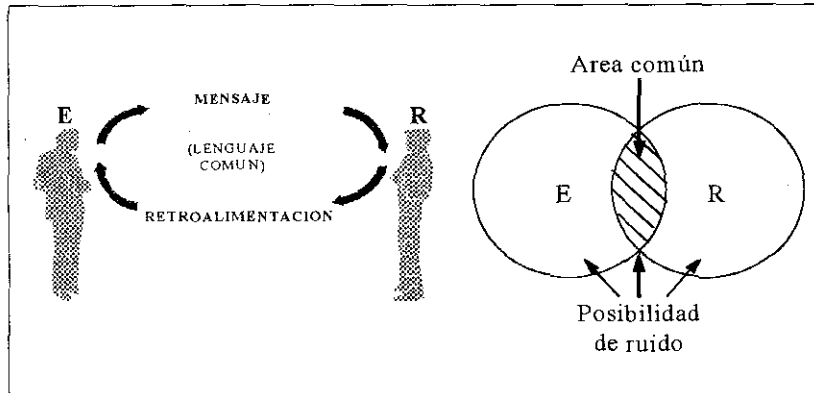 E
MENSAJE
R
(LENGUAJE
COMUN)
RETROALIMENTACION
Area común
E
R
Posibilidad
de ruido